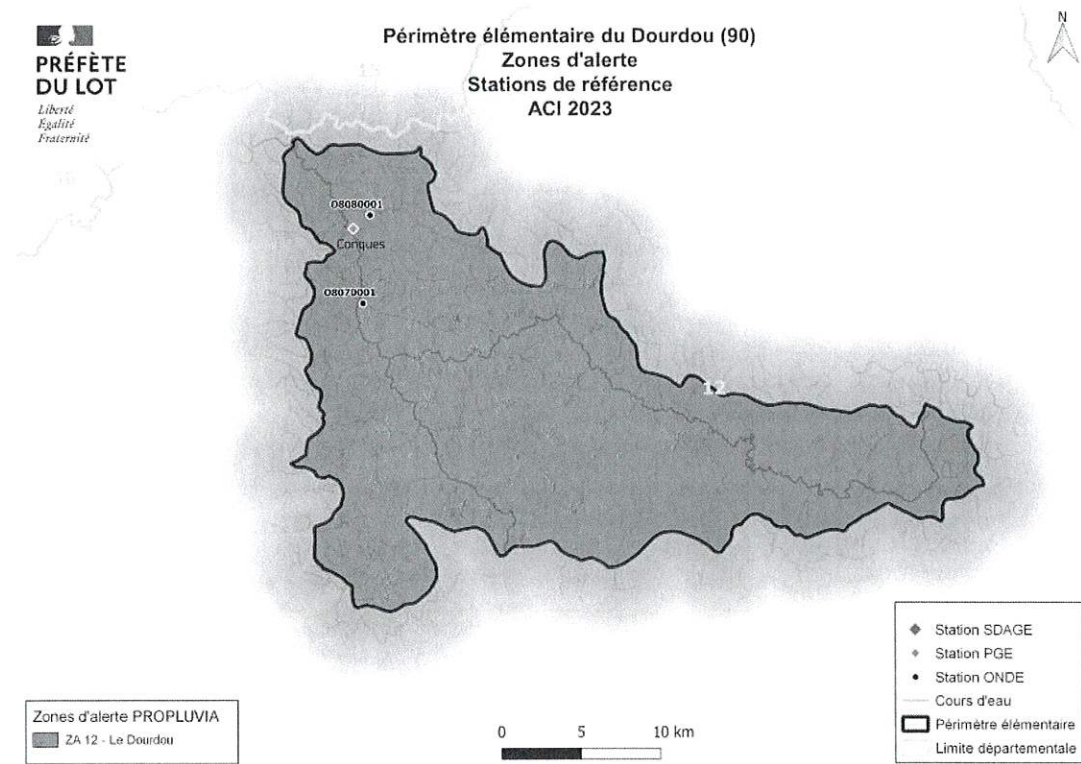 PRÉFÈTE
DU LOT
Liberté
Égalité
Fraternité
Périmètre élémentaire du Dourdou (90)
Zones d'alerte
Stations de référence
ACI 2023
N
15
46
O8080001
Conques
O8070001
12
Station SDAGE
Station PGE
Station ONDE
Cours d'eau
Périmètre élémentaire
Limite départementale
Zones d'alerte PROPLUVIA
ZA 12 - Le Dourdou
0 5 10 km